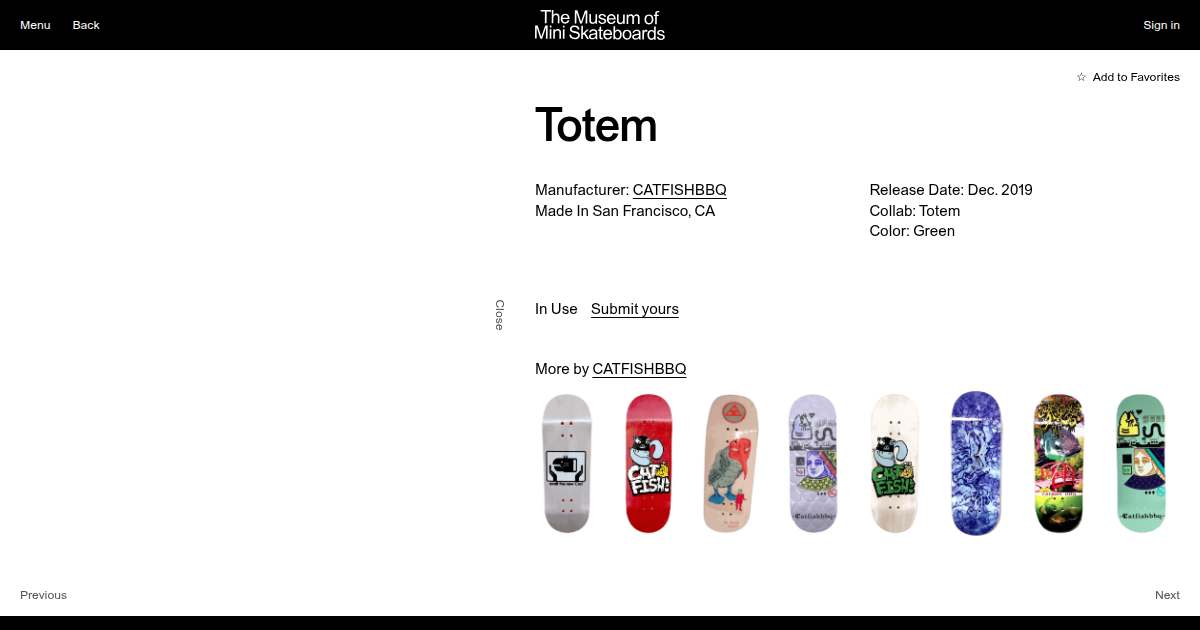 Menu
Back
The Museum of
Mini Skateboards
Sign in
☆ Add to Favorites
Totem
Manufacturer: CATFISHBBQ
Made In San Francisco, CA
Release Date: Dec. 2019
Collab: Totem
Color: Green
Close
In Use
Submit yours
More by CATFISHBBQ
CAT
FISH!
CAT
FISH!
Catfishbbq
Catfishbbq
Previous
Next